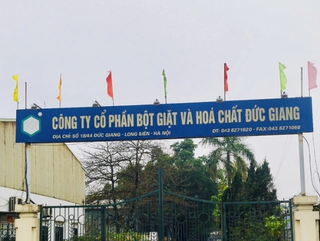 CÔNG TY CỔ PHẦN BỘT GIẶT VÀ HOÁ CHẤT ĐỨC GIANG
ĐỊA CHỈ: SỐ 18/44 ĐỨC GIANG - LONG BIÊN - HÀ NỘI ĐT: 043 8271620 - FAX: 043 8271068